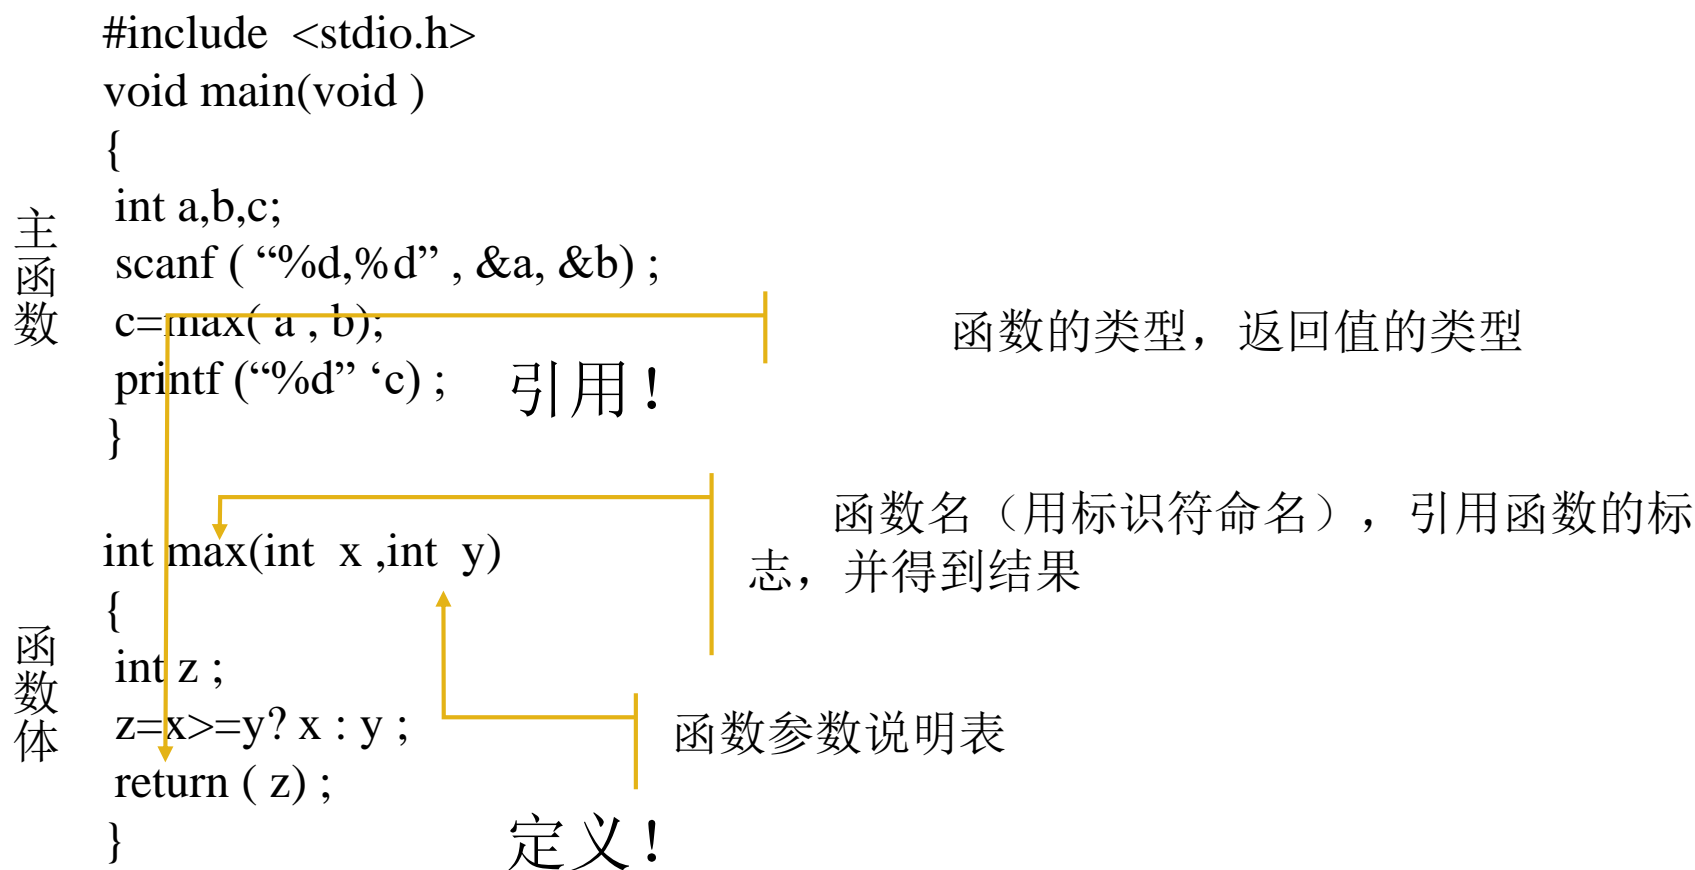 #include <stdio.h>
void main(void )
{
int a,b,c;
scanf ( “%d,%d” , &a, &b) ;
c=max( a , b);
printf (“%d” ‘c) ;
}
主函数
引用！
函数的类型，返回值的类型
函数名（用标识符命名），引用函数的标
志，并得到结果
int max(int x ,int y)
{
int z ;
z=x>=y? x : y ;
return ( z) ;
}
函数体
函数参数说明表
定义！